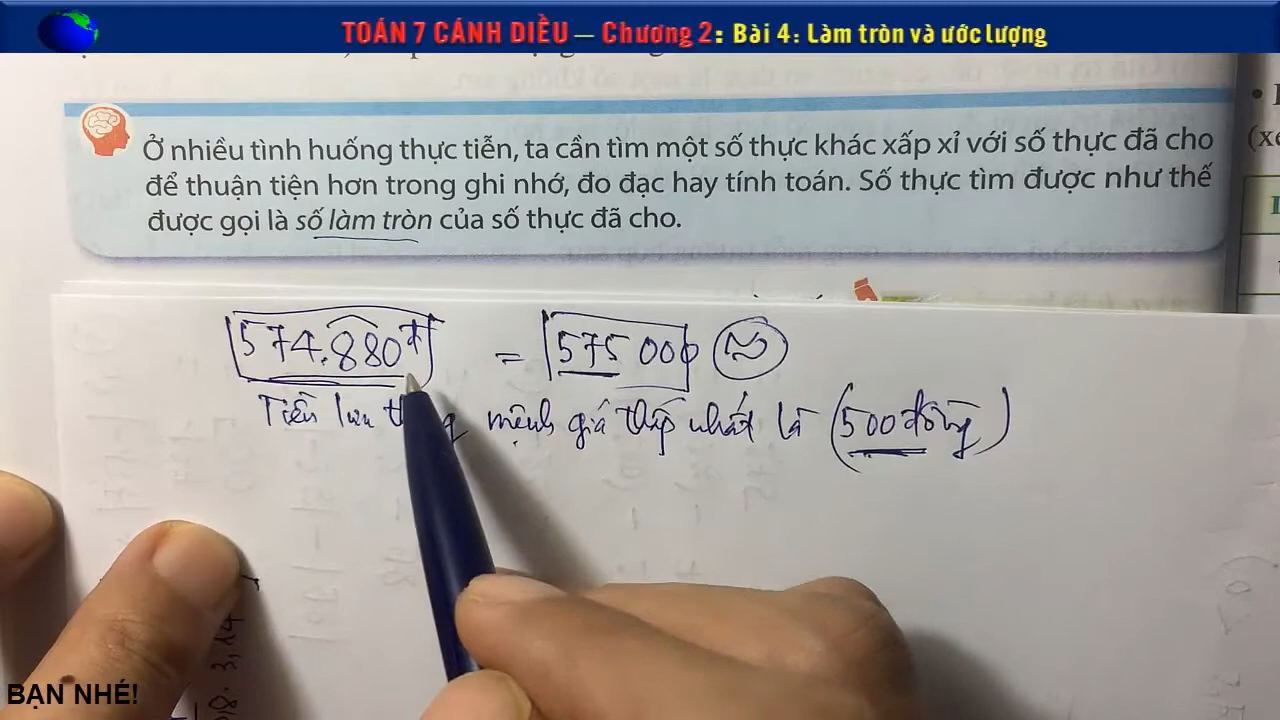 TOÁN 7 CÁNH DIỀU – Chương 2: Bài 4: Làm tròn và ước lượng
Ở nhiều tình huống thực tiễn, ta cần tìm một số thực khác xấp xỉ với số thực đã cho
để thuận tiện hơn trong ghi nhớ, đo đạc hay tính toán. Số thực tìm được như thế
được gọi là số làm tròn của số thực đã cho.
574.880đ = 575 000 ≈
Tiền lưu mệnh giá thấp nhất là (500 đồng)
BẠN NHÉ!